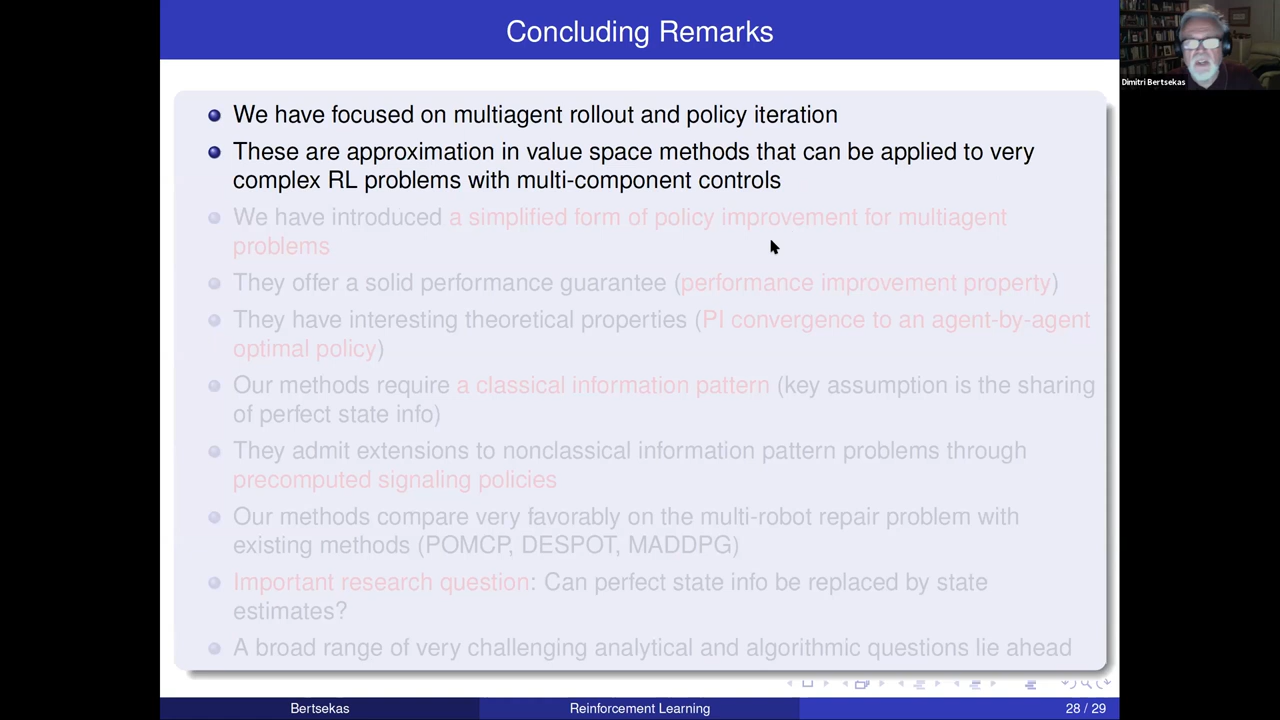 Concluding Remarks
Dimitri Bertsekas
We have focused on multiagent rollout and policy iteration
These are approximation in value space methods that can be applied to very
complex RL problems with multi-component controls
We have introduced a simplified form of policy improvement for multiagent
problems
They offer a solid performance guarantee (performance improvement property)
They have interesting theoretical properties (PI convergence to an agent-by-agent
optimal policy)
Our methods require a classical information pattern (key assumption is the sharing
of perfect state info)
They admit extensions to nonclassical information pattern problems through
precomputed signaling policies
Our methods compare very favorably on the multi-robot repair problem with
existing methods (POMCP, DESPOT, MADDPG)
Important research question: Can perfect state info be replaced by state
estimates?
A broad range of very challenging analytical and algorithmic questions lie ahead
Bertsekas
Reinforcement Learning
28 / 29